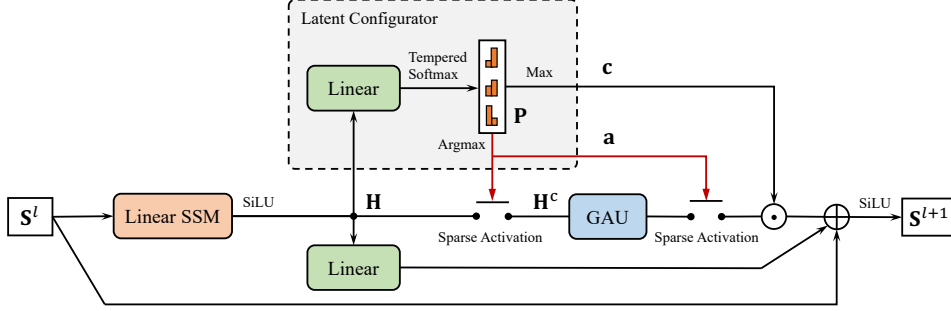 Latent Configurator
Tempered
Softmax
Linear
Max
c
P
Argmax
a
S^l
Linear SSM
SiLU
H
Sparse Activation
H^c
GAU
Sparse Activation
SiLU
S^{l+1}
Linear